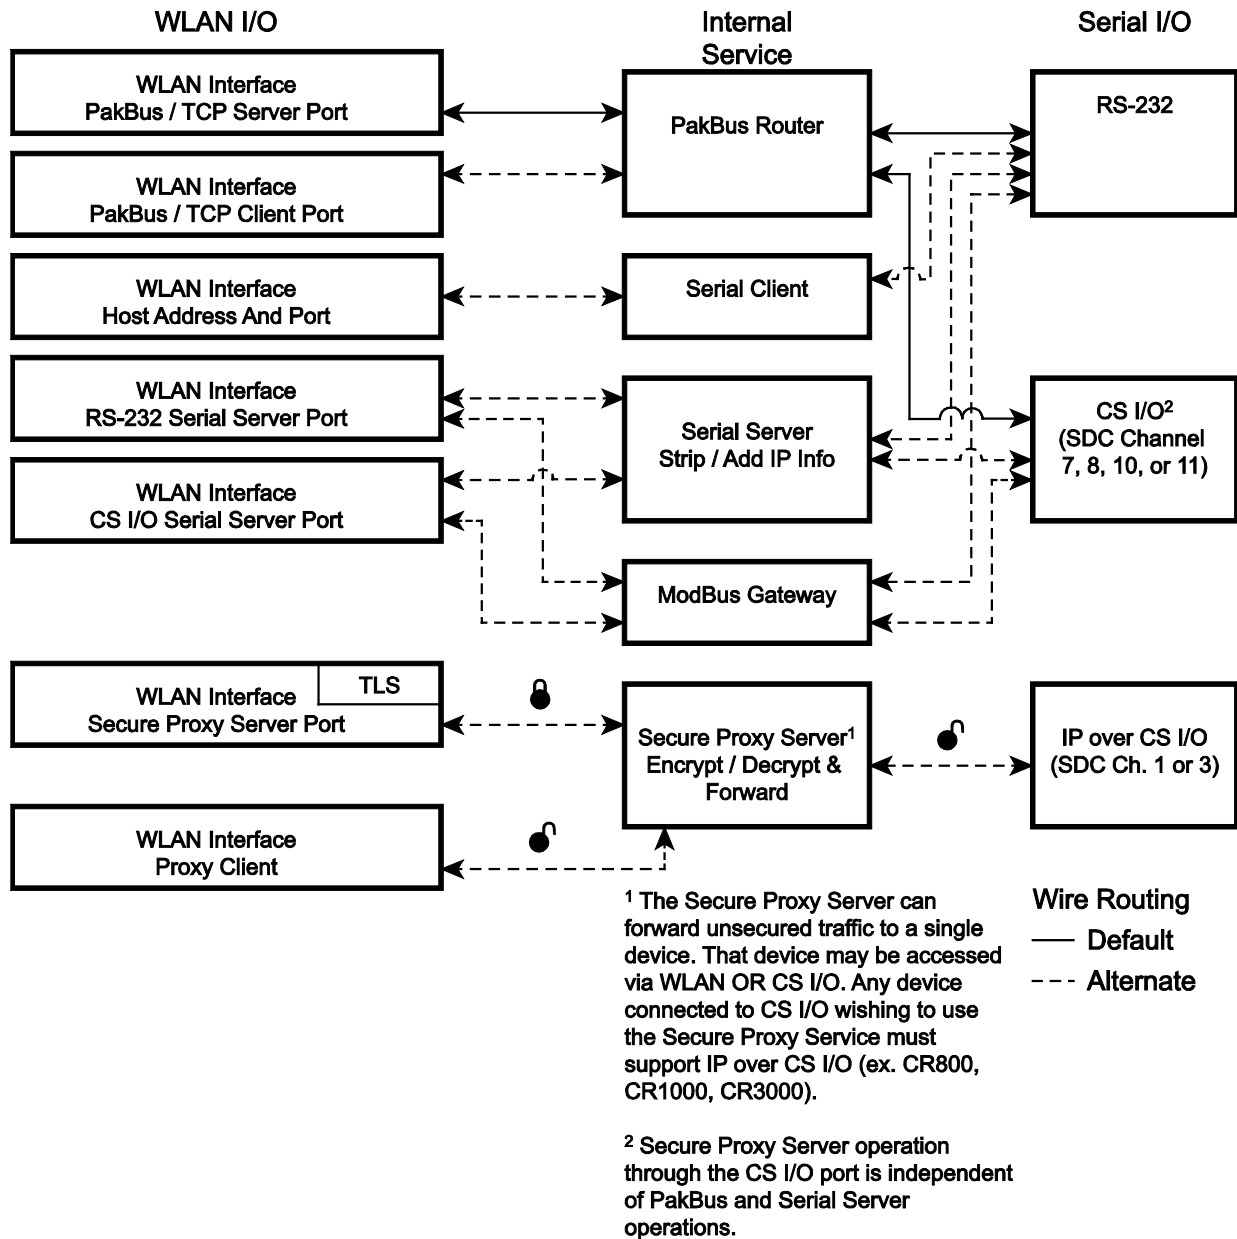 WLAN I/O
Internal
Service
Serial I/O
WLAN Interface
PakBus / TCP Server Port
PakBus Router
RS-232
WLAN Interface
PakBus / TCP Client Port
WLAN Interface
Host Address And Port
Serial Client
WLAN Interface
RS-232 Serial Server Port
Serial Server
Strip / Add IP Info
CS I/O²
(SDC Channel
7, 8, 10, or 11)
WLAN Interface
CS I/O Serial Server Port
ModBus Gateway
WLAN Interface
Secure Proxy Server Port
TLS
Secure Proxy Server¹
Encrypt / Decrypt &
Forward
IP over CS I/O
(SDC Ch. 1 or 3)
WLAN Interface
Proxy Client
¹ The Secure Proxy Server can
forward unsecured traffic to a single
device. That device may be accessed
via WLAN OR CS I/O. Any device
connected to CS I/O wishing to use
the Secure Proxy Service must
support IP over CS I/O (ex. CR800,
CR1000, CR3000).
² Secure Proxy Server operation
through the CS I/O port is independent
of PakBus and Serial Server
operations.
Wire Routing
Default
Alternate